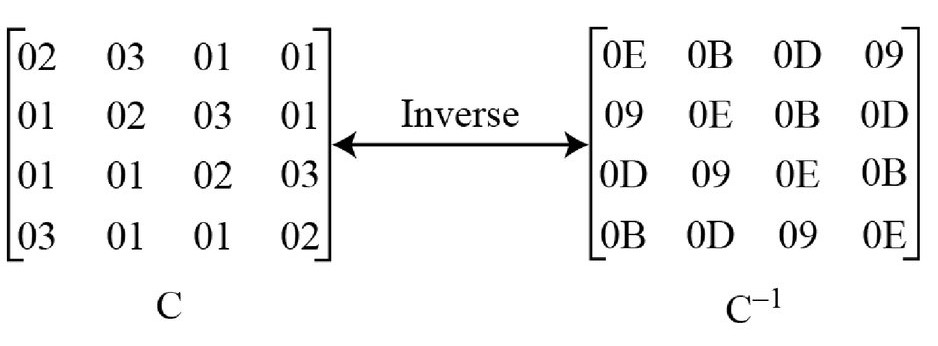 02 03 01 01
01 02 03 01
01 01 02 03
03 01 01 02
C
Inverse
0E 0B 0D 09
09 0E 0B 0D
0D 09 0E 0B
0B 0D 09 0E
C⁻¹